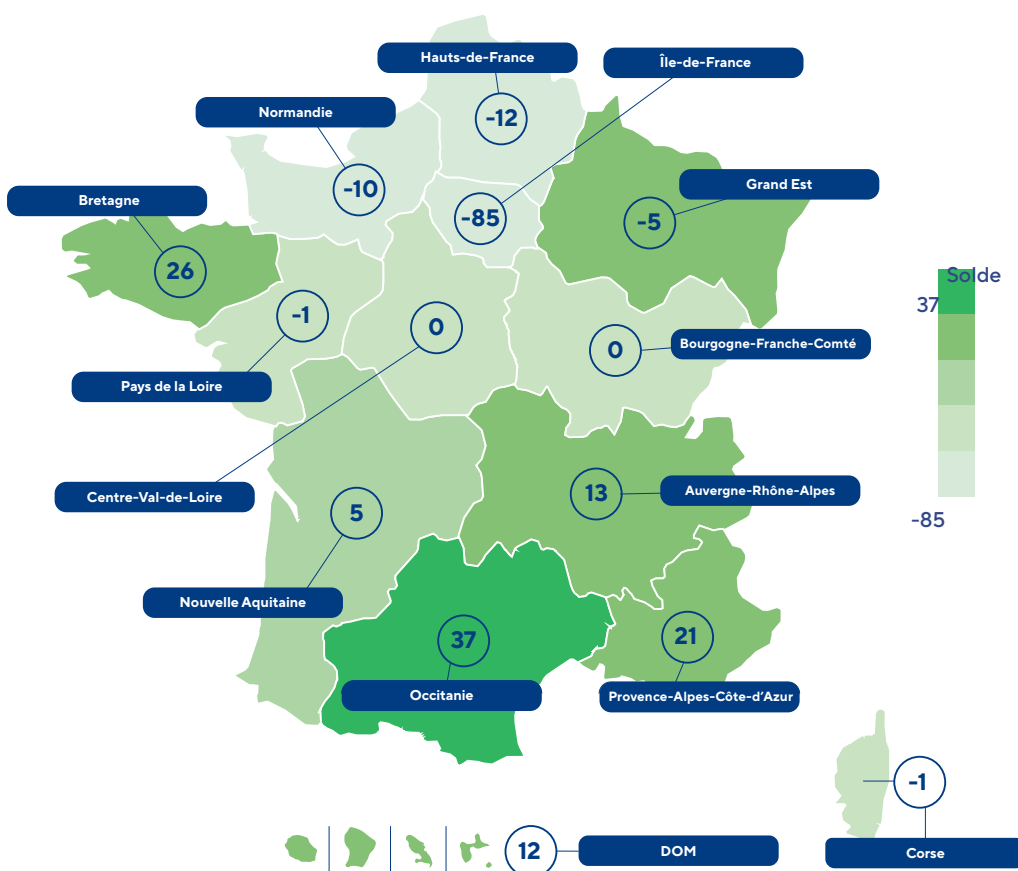 Hauts-de-France
Île-de-France
Normandie
-12
Grand Est
-10
Bretagne
-85
-5
26
Solde
37
-1
0
0
Bourgogne-Franche-Comté
Pays de la Loire
Centre-Val-de-Loire
13
Auvergne-Rhône-Alpes
5
-85
Nouvelle Aquitaine
37
21
Occitanie
Provence-Alpes-Côte-d'Azur
-1
12
DOM
Corse